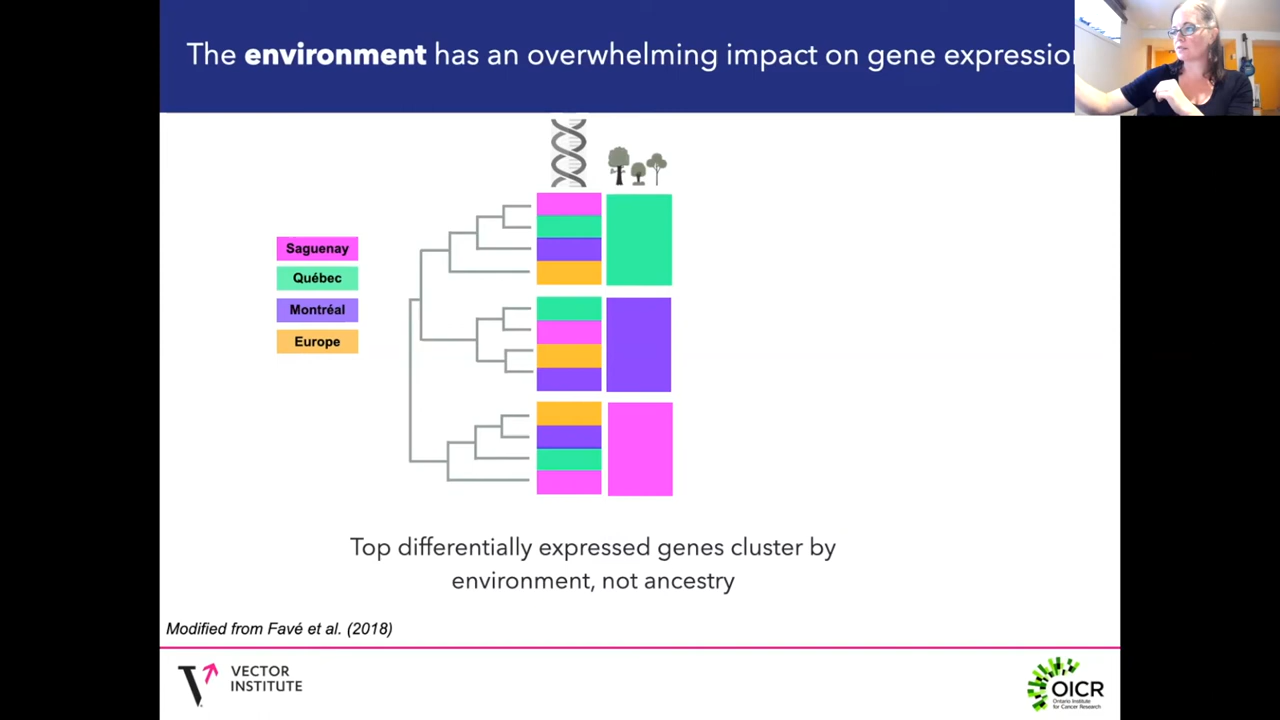 The environment has an overwhelming impact on gene expressio
Saguenay
Québec
Montréal
Europe
Top differentially expressed genes cluster by
environment, not ancestry
Modified from Favé et al. (2018)
VECTOR
INSTITUTE
OICR
Ontario Institute
for Cancer Research